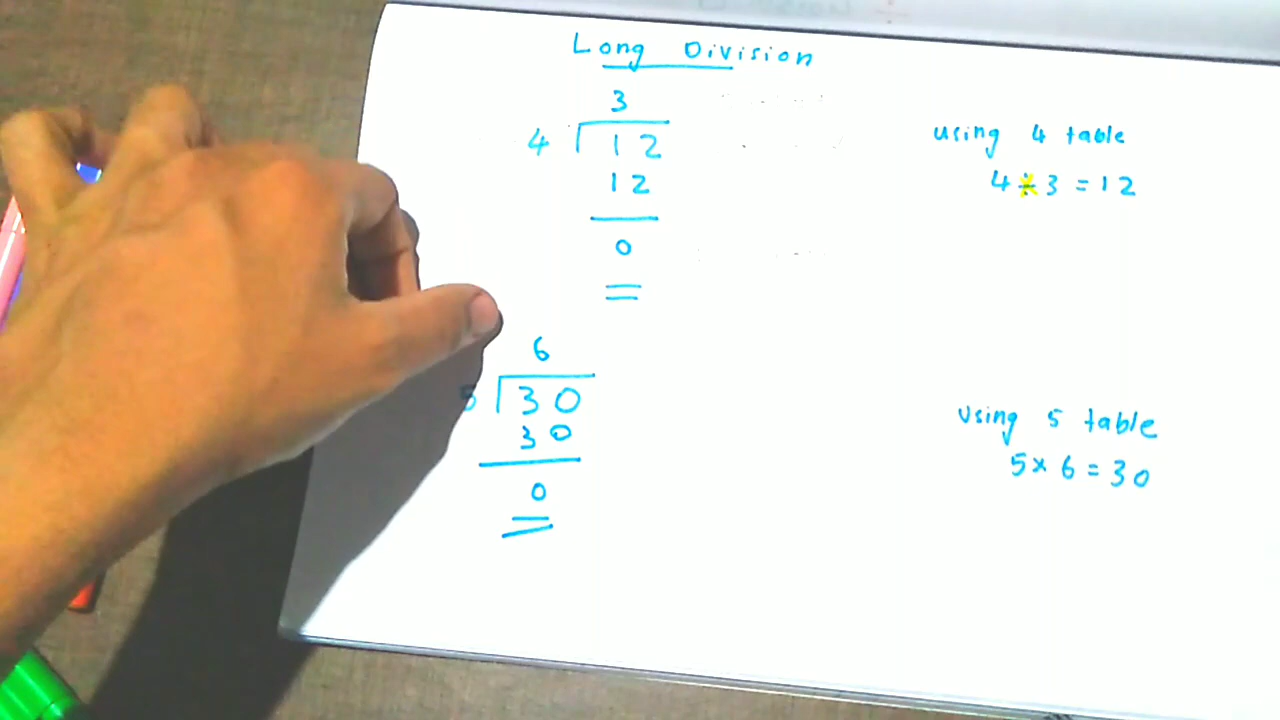 Long Division
3
4 12
12
0
using 4 table
4 ÷ 3 = 12
6
5 30
30
0
using 5 table
5 × 6 = 30